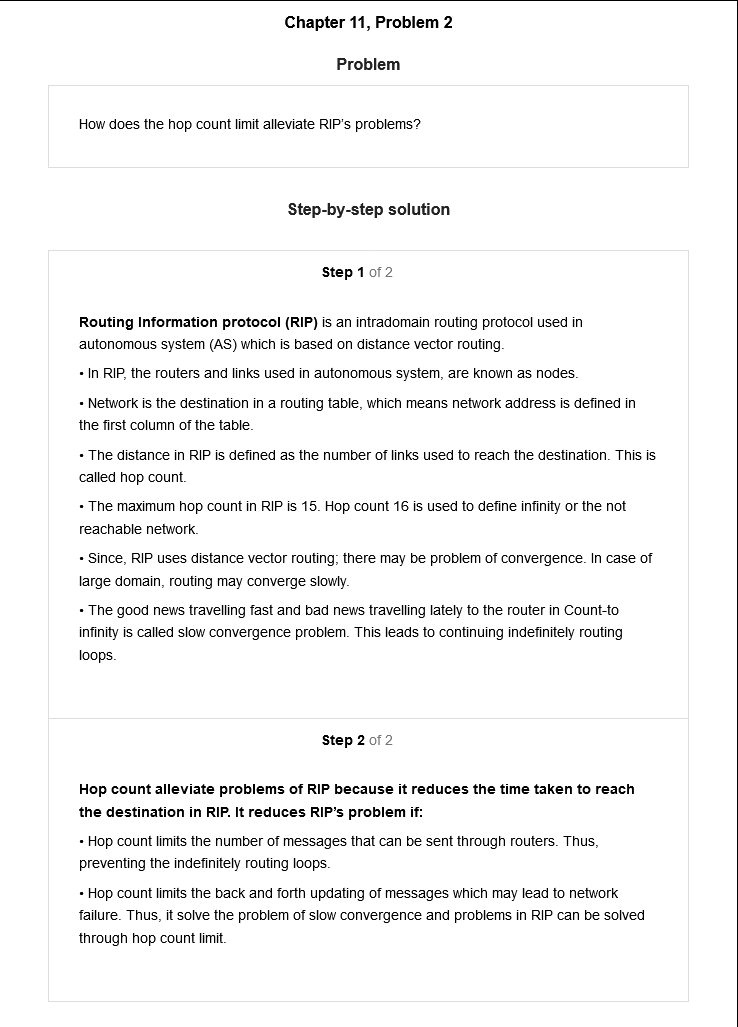 Chapter 11, Problem 2
Problem
How does the hop count limit alleviate RIP's problems?
Step-by-step solution
Step 1 of 2
Routing Information protocol (RIP) is an intradomain routing protocol used in
autonomous system (AS) which is based on distance vector routing.
• In RIP, the routers and links used in autonomous system, are known as nodes.
• Network is the destination in a routing table, which means network address is defined in
the first column of the table.
• The distance in RIP is defined as the number of links used to reach the destination. This is
called hop count.
• The maximum hop count in RIP is 15. Hop count 16 is used to define infinity or the not
reachable network.
• Since, RIP uses distance vector routing; there may be problem of convergence. In case of
large domain, routing may converge slowly.
• The good news travelling fast and bad news travelling lately to the router in Count-to
infinity is called slow convergence problem. This leads to continuing indefinitely routing
loops.
Step 2 of 2
Hop count alleviate problems of RIP because it reduces the time taken to reach
the destination in RIP. It reduces RIP's problem if:
• Hop count limits the number of messages that can be sent through routers. Thus,
preventing the indefinitely routing loops.
• Hop count limits the back and forth updating of messages which may lead to network
failure. Thus, it solve the problem of slow convergence and problems in RIP can be solved
through hop count limit.